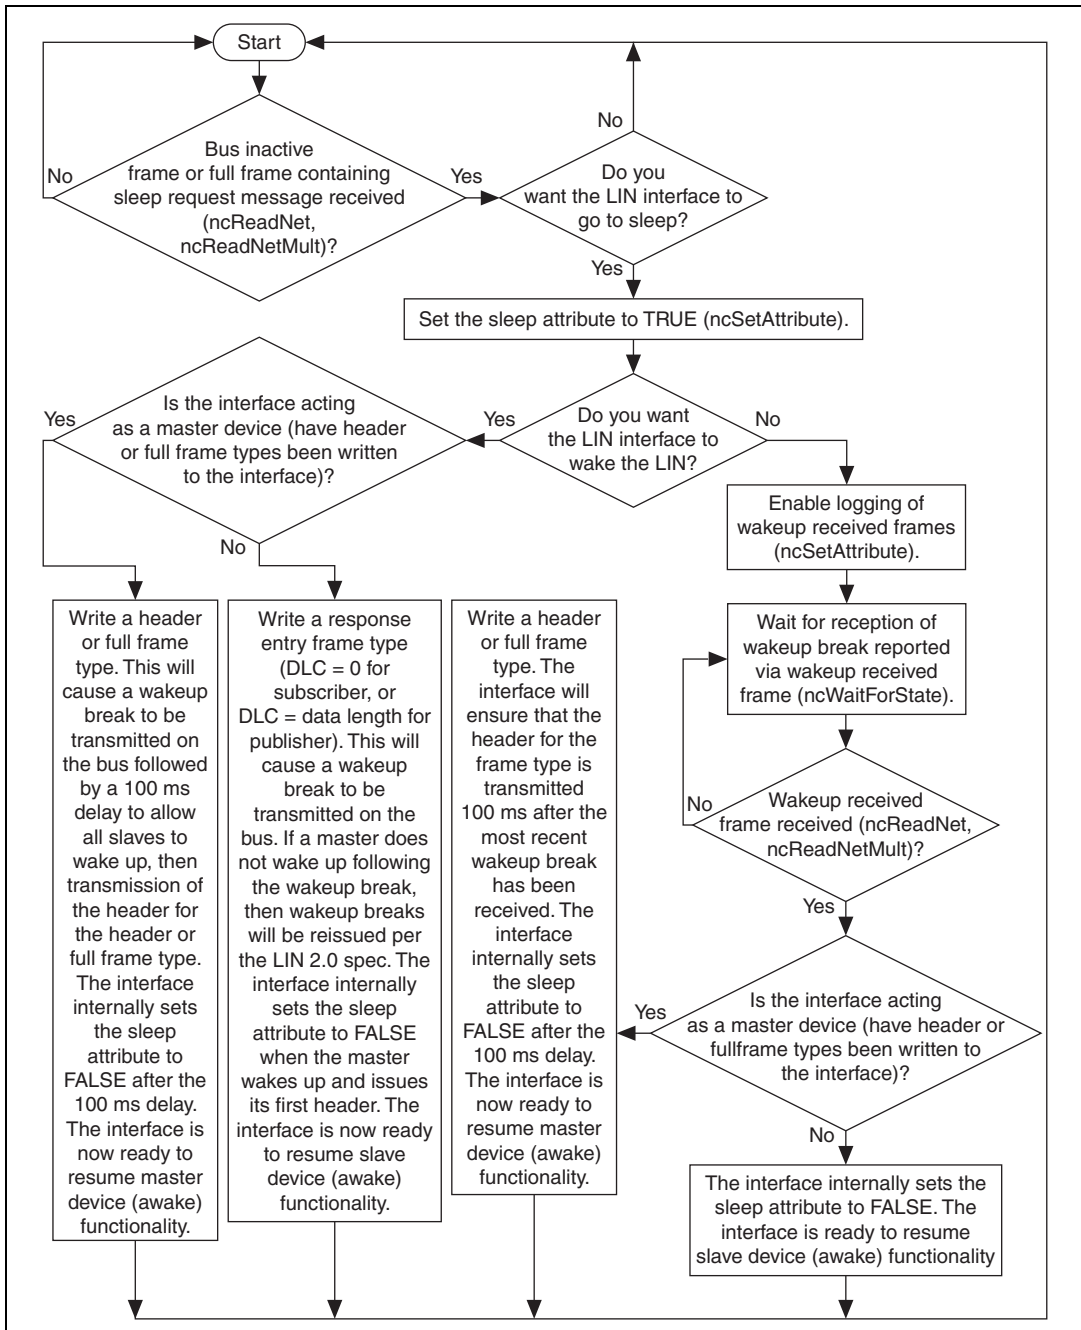 Start
No
Bus inactive
frame or full frame containing
sleep request message received
(ncReadNet,
ncReadNetMult)?
Yes
No
Do you
want the LIN interface to
go to sleep?
Yes
Set the sleep attribute to TRUE (ncSetAttribute).
Yes
Is the interface acting
as a master device (have header
or full frame types been written
to the interface)?
Yes
Do you want
the LIN interface to
wake the LIN?
No
No
Enable logging of
wakeup received frames
(ncSetAttribute).
Write a header
or full frame
type. This will
cause a wakeup
break to be
transmitted on
the bus followed
by a 100 ms
delay to allow
all slaves to
wake up, then
transmission of
the header for
the header or
full frame type.
The interface
internally sets
the sleep
attribute to
FALSE after the
100 ms delay.
The interface is
now ready to
resume master
device (awake)
functionality.
Write a response
entry frame type
(DLC = 0 for
subscriber, or
DLC = data length for
publisher). This will
cause a wakeup
break to be
transmitted on the
bus. If a master does
not wake up following
the wakeup break,
then wakeup breaks
will be reissued per
the LIN 2.0 spec. The
interface internally
sets the sleep
attribute to FALSE
when the master
wakes up and issues
its first header. The
interface is now ready
to resume slave
device (awake)
functionality.
Write a header
or full frame
type. The
interface will
ensure that the
header for the
frame type is
transmitted
100 ms after the
most recent
wakeup break
has been
received. The
interface
internally sets
the sleep
attribute to
FALSE after the
100 ms delay.
The interface is
now ready to
resume master
device (awake)
functionality.
Wait for reception of
wakeup break reported
via wakeup received
frame (ncWaitForState).
No
Wakeup received
frame received (ncReadNet,
ncReadNetMult)?
Yes
Yes
Is the interface acting
as a master device (have header or
fullframe types been written to
the interface)?
No
The interface internally sets the
sleep attribute to FALSE. The
interface is ready to resume
slave device (awake) functionality